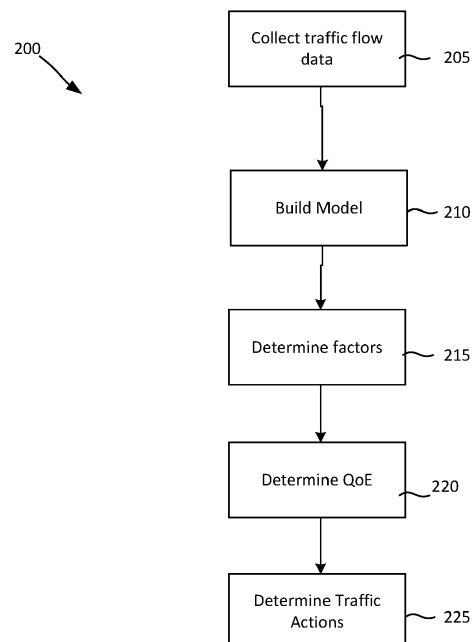 200
Collect traffic flow
data
205
Build Model
210
Determine factors
215
Determine QoE
220
Determine Traffic
Actions
225